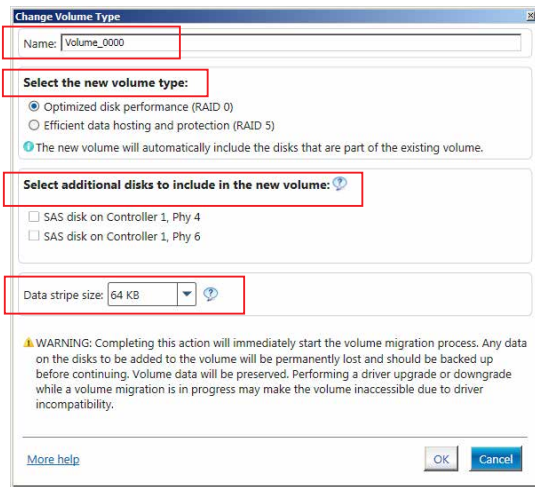 Change Volume Type
Name: Volume_0000
Select the new volume type:
Optimized disk performance (RAID 0)
Efficient data hosting and protection (RAID 5)
The new volume will automatically include the disks that are part of the existing volume.
Select additional disks to include in the new volume:
SAS disk on Controller 1, Phy 4
SAS disk on Controller 1, Phy 6
Data stripe size: 64 KB
WARNING: Completing this action will immediately start the volume migration process. Any data
on the disks to be added to the volume will be permanently lost and should be backed up
before continuing. Volume data will be preserved. Performing a driver upgrade or downgrade
while a volume migration is in progress may make the volume inaccessible due to driver
incompatibility.
More help
OK
Cancel